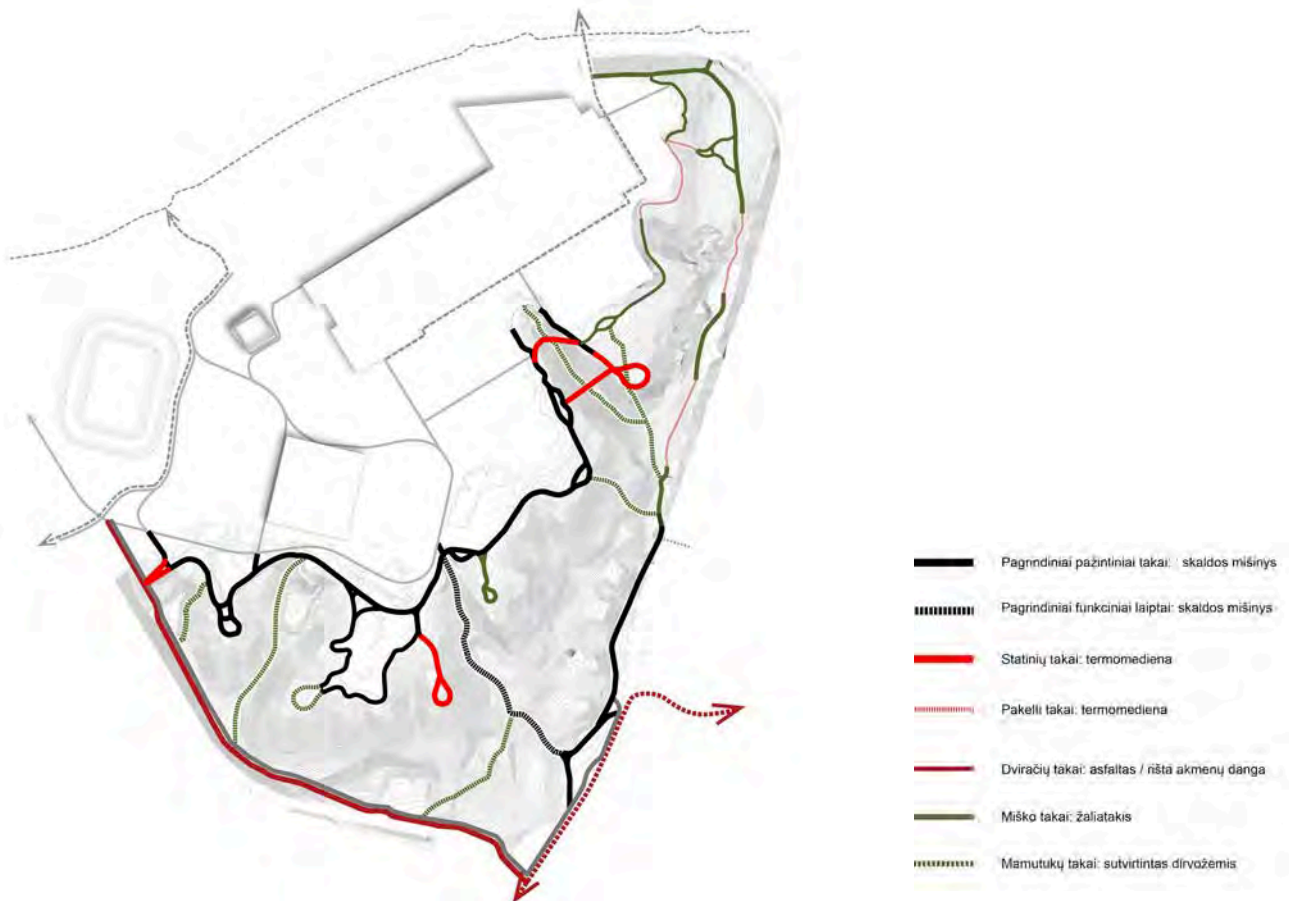 Pagrindiniai pažintiniai takai: skaldos mišinys
Pagrindiniai funkciniai laiptai: skaldos mišinys
Statinių takai: termomediena
Pakelti takai: termomediena
Dviračių takai: asfaltas / rišta akmenų danga
Miško takai: žaliatakis
Mamutukų takai: sutvirtintas dirvožemis